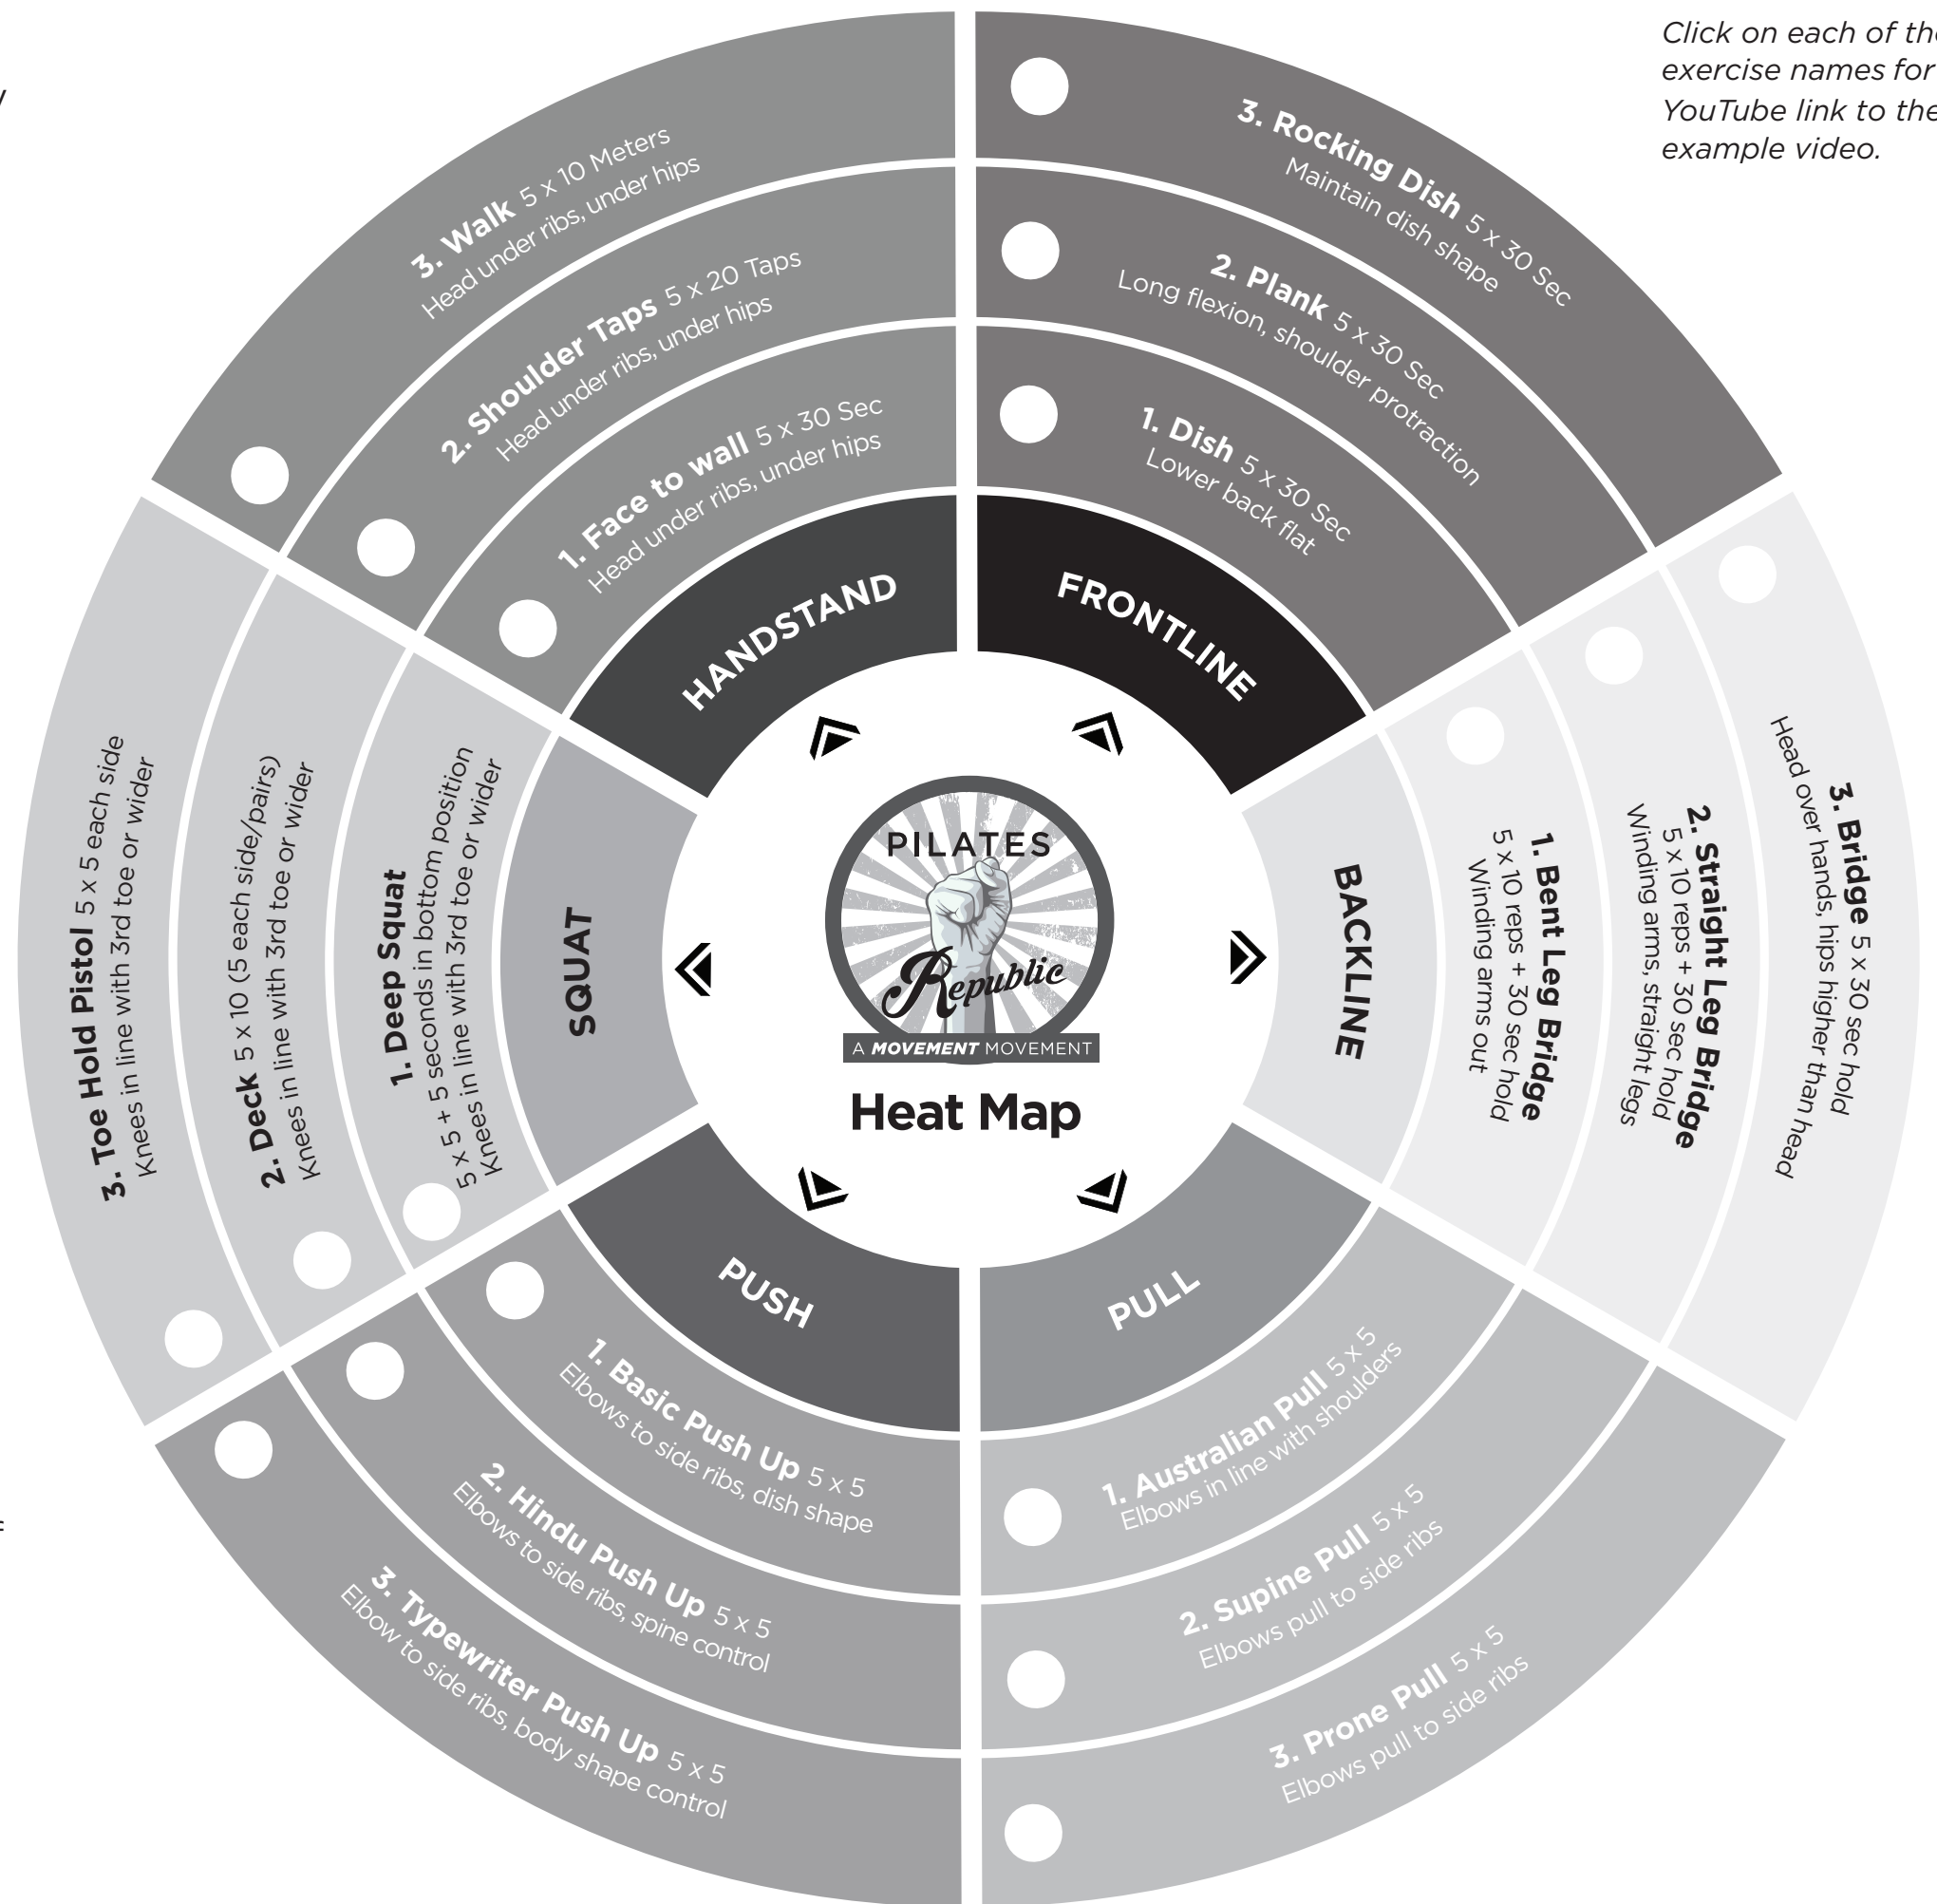 Click on each of the
exercise names for
YouTube link to the
example video.
3. Rocking Dish 5 x 30 Sec
Maintain dish shape
2. Plank 5 x 30 Sec
Long flexion, shoulder protraction
1. Dish 5 x 30 Sec
Lower back flat
FRONTLINE
3. Bridge 5 x 30 sec hold
Head over hands, hips higher than head
2. Straight Leg Bridge
5 x 10 reps + 30 sec hold
Winding arms, straight legs
1. Bent Leg Bridge
5 x 10 reps + 30 sec hold
Winding arms out
BACKLINE
PULL
1. Australian Pull 5 x 5
Elbows in line with shoulders
2. Supine Pull 5 x 5
Elbows pull to side ribs
3. Prone Pull 5 x 5
Elbows pull to side ribs
PUSH
1. Basic Push Up 5 x 5
Elbows to side ribs, dish shape
2. Hindu Push Up 5 x 5
Elbows to side ribs, spine control
3. Typewriter Push Up 5 x 5
Elbow to side ribs, body shape control
3. Toe Hold Pistol 5 x 5 each side
Knees in line with 3rd toe or wider
2. Deck 5 x 10 (5 each side/pairs)
Knees in line with 3rd toe or wider
1. Deep Squat
5 x 5 + 5 seconds in bottom position
Knees in line with 3rd toe or wider
SQUAT
3. Walk 5 x 10 Meters
Head under ribs, under hips
2. Shoulder Taps 5 x 20 Taps
Head under ribs, under hips
1. Face to wall 5 x 30 Sec
Head under ribs, under hips
HANDSTAND
PILATES
Republic
A MOVEMENT MOVEMENT
Heat Map